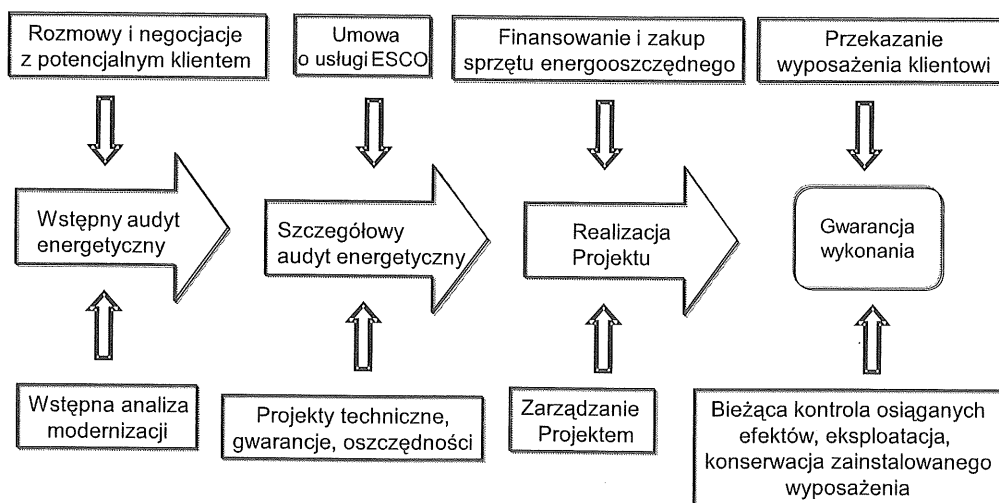 Rozmowy i negocjacje
z potencjalnym klientem
Umowa
o usługi ESCO
Finansowanie i zakup
sprzętu energooszczędnego
Przekazanie
wyposażenia klientowi
Wstępny audyt
energetyczny
Szczegółowy
audyt energetyczny
Realizacja
Projektu
Gwarancja
wykonania
Wstępna analiza
modernizacji
Projekty techniczne,
gwarancje, oszczędności
Zarządzanie
Projektem
Bieżąca kontrola osiąganych
efektów, eksploatacja,
konserwacja zainstalowanego
wyposażenia